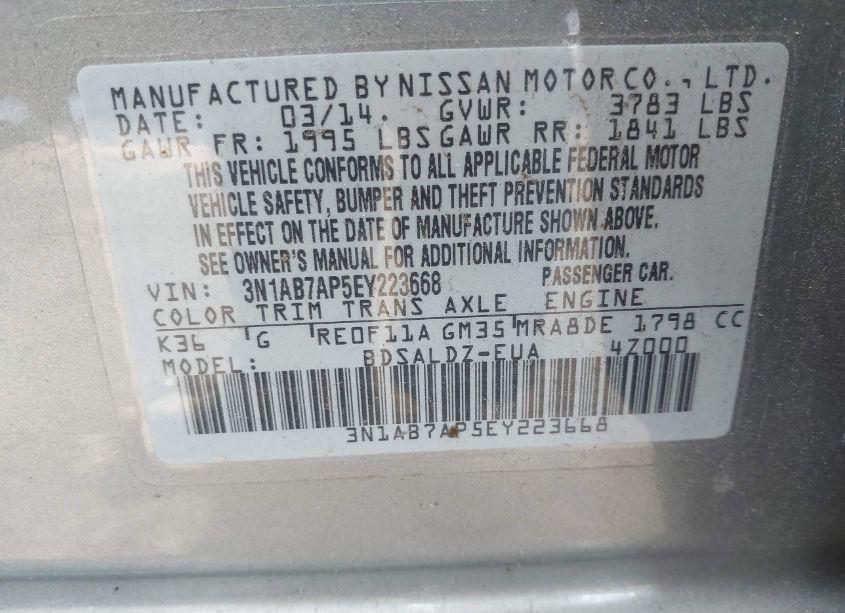 MANUFACTURED BY NISSAN MOTOR CO., LTD.
DATE: 03/14. GVWR: 3783 LBS
GAWR FR: 1995 LBS GAWR RR: 1841 LBS
THIS VEHICLE CONFORMS TO ALL APPLICABLE FEDERAL MOTOR
VEHICLE SAFETY, BUMPER AND THEFT PREVENTION STANDARDS
IN EFFECT ON THE DATE OF MANUFACTURE SHOWN ABOVE.
SEE OWNER'S MANUAL FOR ADDITIONAL INFORMATION.
VIN: 3N1AB7AP5EY223668 PASSENGER CAR.
COLOR TRIM TRANS AXLE ENGINE
K36 G RE0F11A GM35 MRA8DE 1798 CC
MODEL: BDSALDZ-EUA 4Z000
3N1AB7AP5EY223668